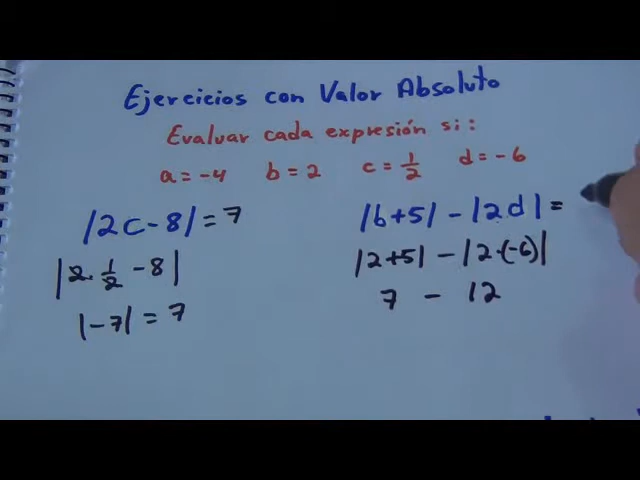 Ejercicios con Valor Absoluto
Evaluar cada expresión si:
a = -4 b = 2 c = 1/2 d = -6
|2c - 8| = 7
|2 · 1/2 - 8|
|-7| = 7
|b + 5| - |2d| =
|2 + 5| - |2 · (-6)|
7 - 12